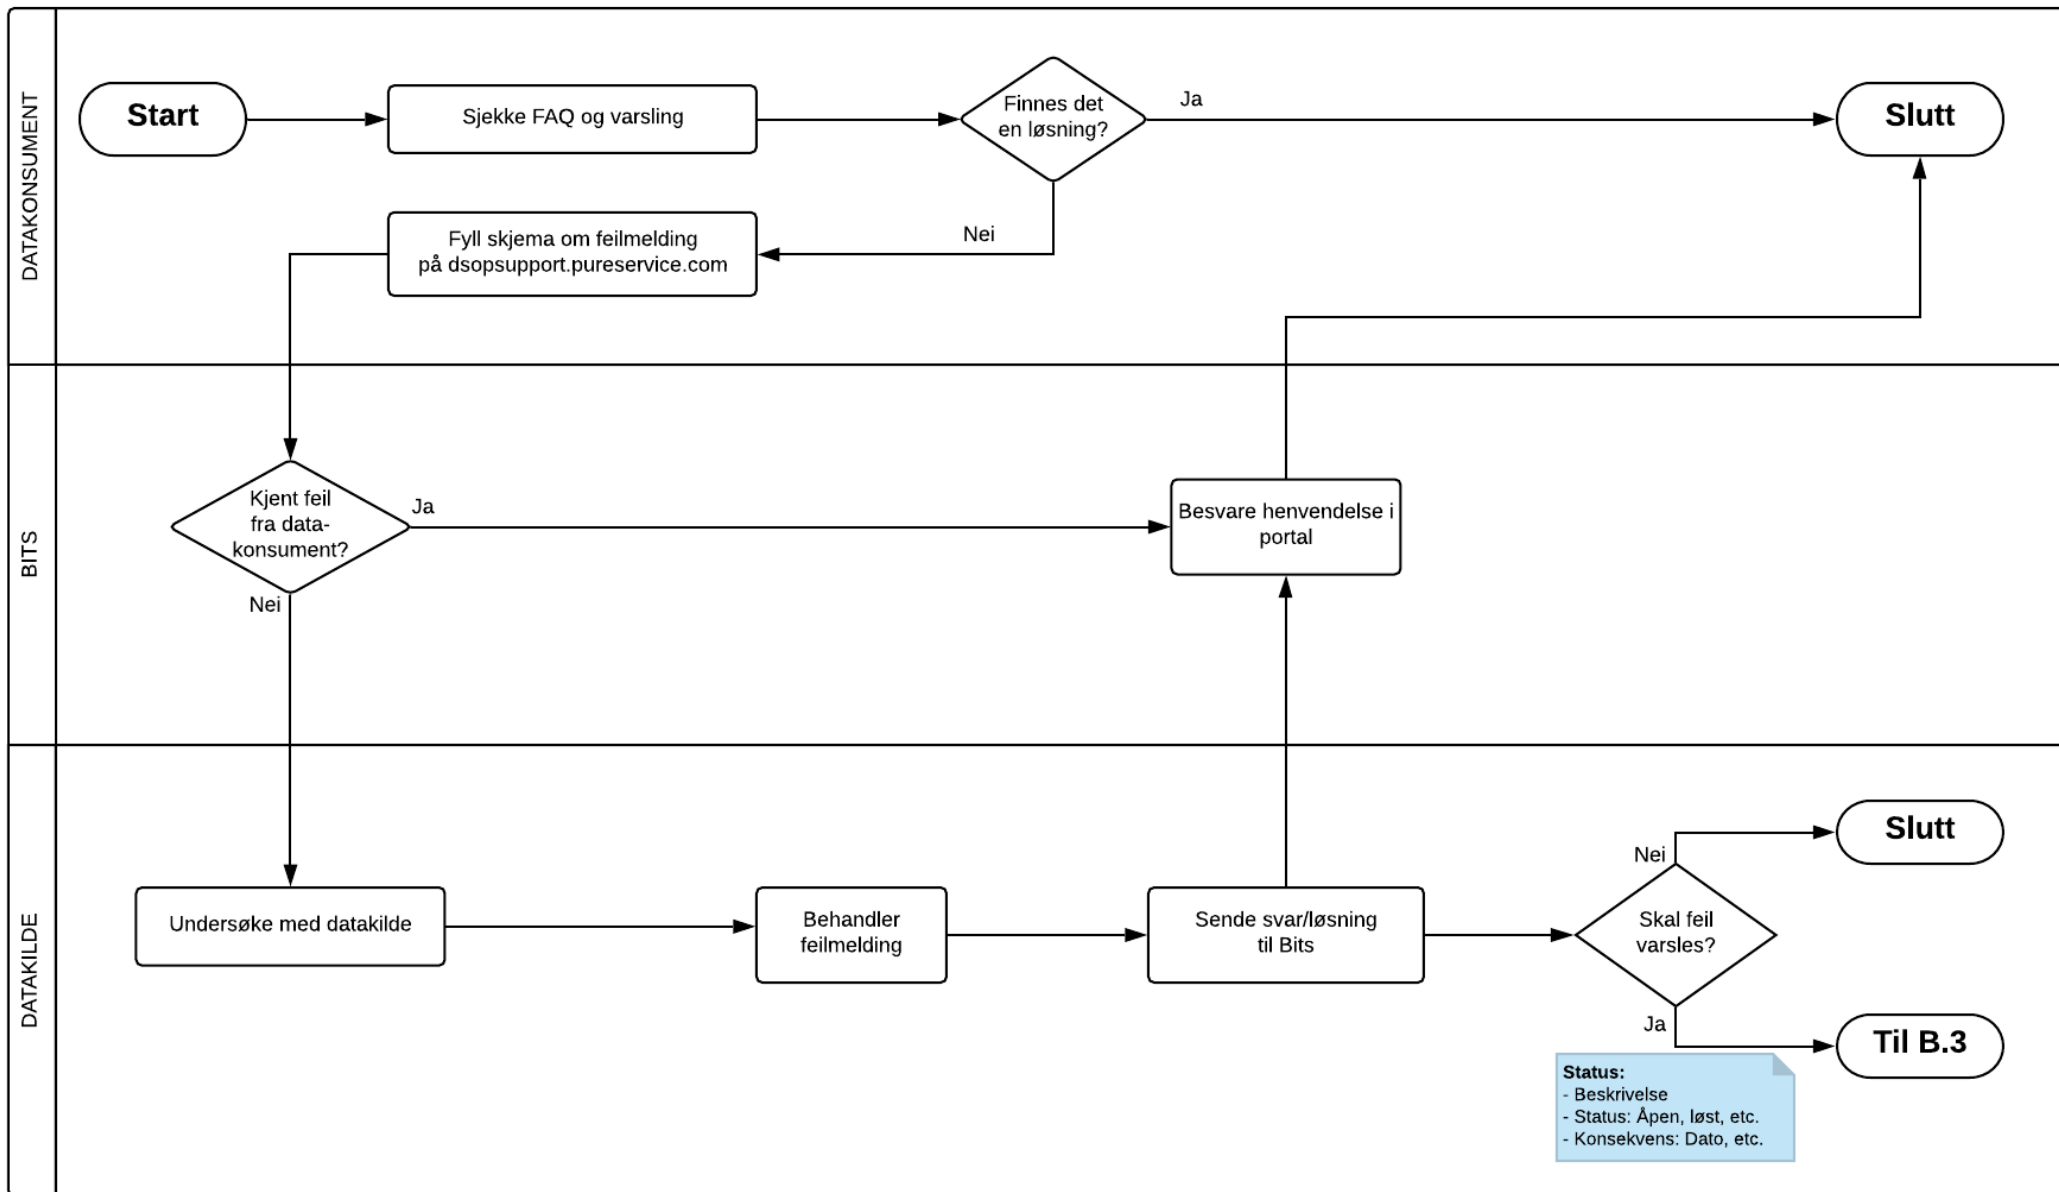 DATAKONSUMENT
Start
Sjekke FAQ og varsling
Finnes det
en løsning?
Ja
Slutt
Nei
Fyll skjema om feilmelding
på dsopsupport.pureservice.com
BITS
Kjent feil
fra data-
konsument?
Ja
Nei
Besvare henvendelse i
portal
DATAKILDE
Undersøke med datakilde
Behandler
feilmelding
Sende svar/løsning
til Bits
Skal feil
varsles?
Nei
Slutt
Ja
Til B.3
Status:
- Beskrivelse
- Status: Åpen, løst, etc.
- Konsekvens: Dato, etc.